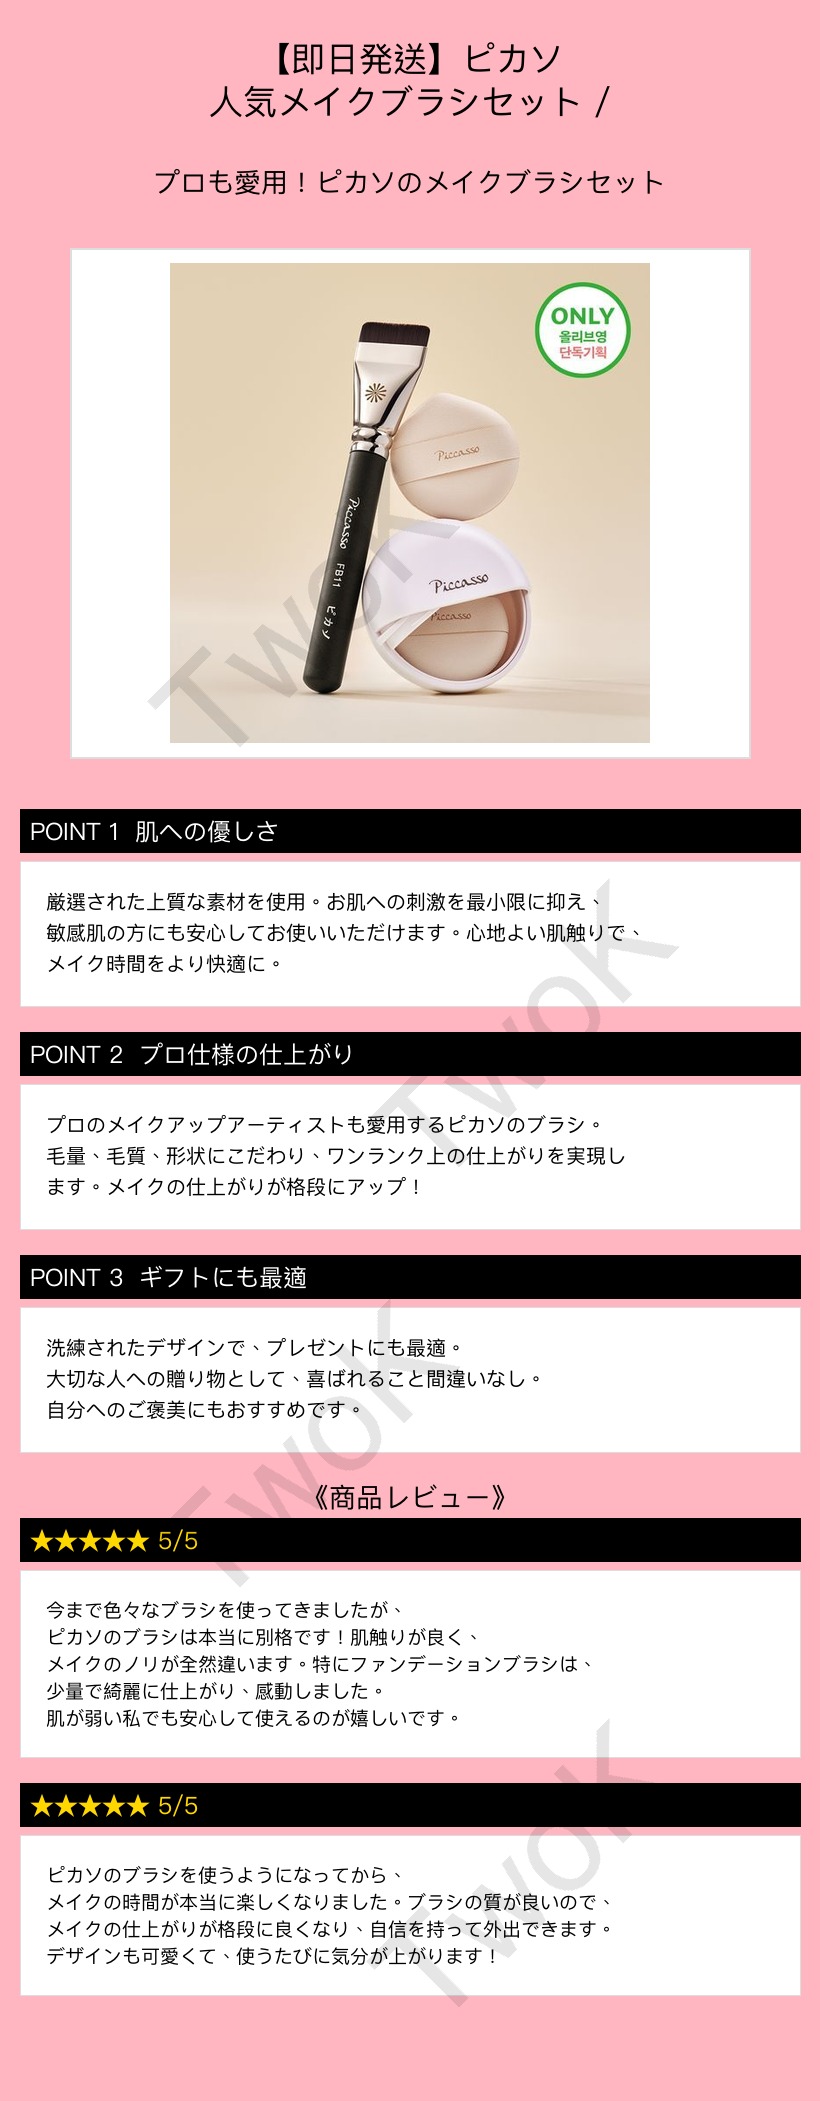 【即日発送】ピカソ
人気メイクブラシセット /
プロも愛用！ピカソのメイクブラシセット
ONLY
올리브영
단독기획
Piccasso
Piccasso FB11 ピカソ
Piccasso
Piccasso
TwoK
POINT 1 肌への優しさ
厳選された上質な素材を使用。お肌への刺激を最小限に抑え、
敏感肌の方にも安心してお使いいただけます。心地よい肌触りで、
メイク時間をより快適に。
TwoK
POINT 2 プロ仕様の仕上がり
プロのメイクアップアーティストも愛用するピカソのブラシ。
毛量、毛質、形状にこだわり、ワンランク上の仕上がりを実現し
ます。メイクの仕上がりが格段にアップ！
POINT 3 ギフトにも最適
洗練されたデザインで、プレゼントにも最適。
大切な人への贈り物として、喜ばれること間違いなし。
自分へのご褒美にもおすすめです。
TwoK
《商品レビュー》
★★★★★ 5/5
今まで色々なブラシを使ってきましたが、
ピカソのブラシは本当に別格です！肌触りが良く、
メイクのノリが全然違います。特にファンデーションブラシは、
少量で綺麗に仕上がり、感動しました。
肌が弱い私でも安心して使えるのが嬉しいです。
★★★★★ 5/5
ピカソのブラシを使うようになってから、
メイクの時間が本当に楽しくなりました。ブラシの質が良いので、
メイクの仕上がりが格段に良くなり、自信を持って外出できます。
デザインも可愛くて、使うたびに気分が上がります！
TwoK